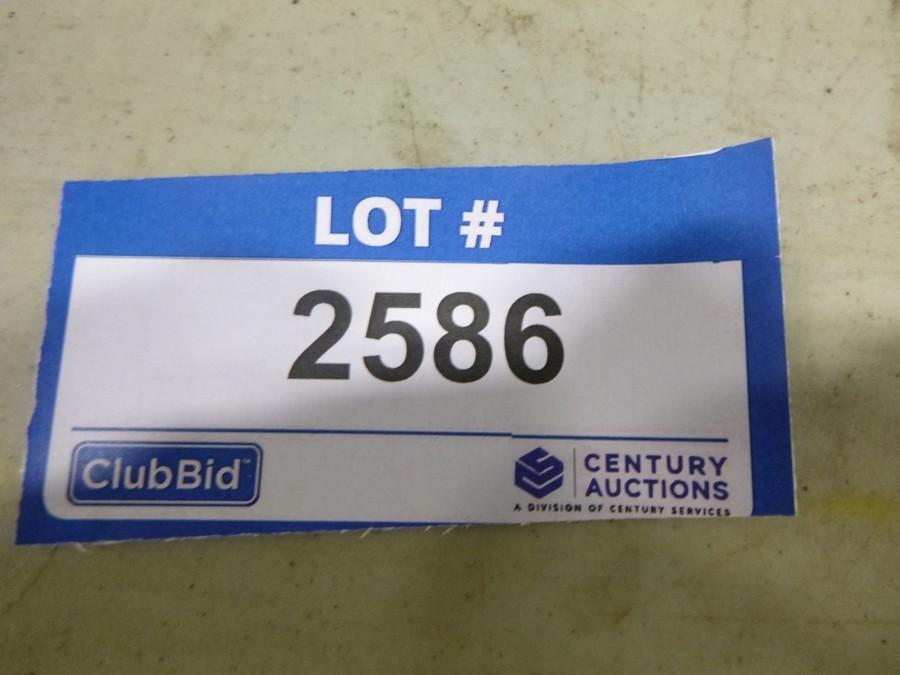 LOT #
2586
ClubBid™
CENTURY
AUCTIONS
A DIVISION OF CENTURY SERVICES